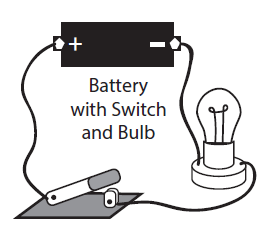 + −
Battery
with Switch
and Bulb